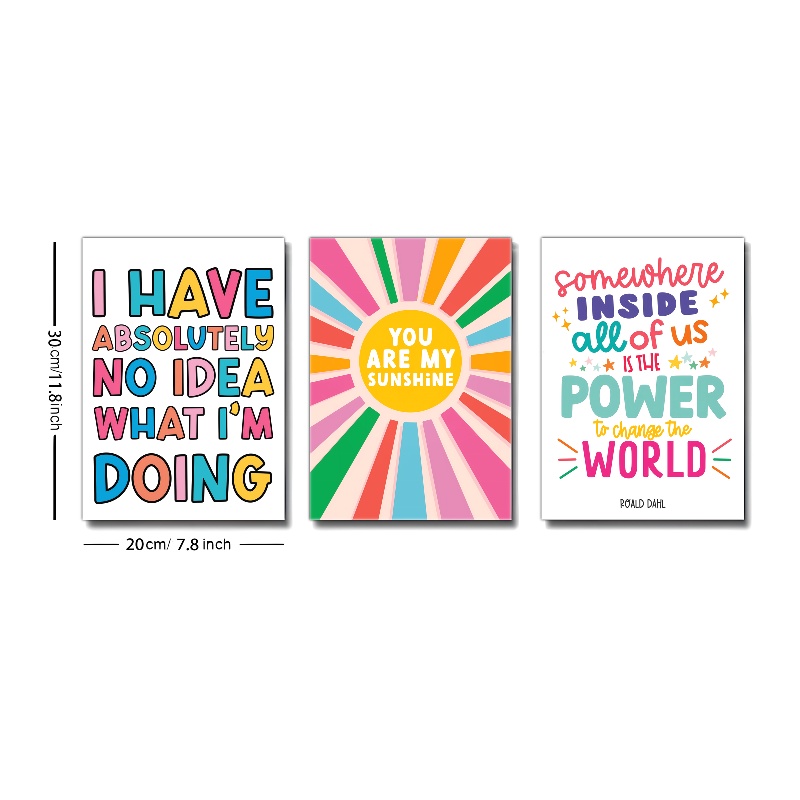 30cm/11.8inch
20cm/ 7.8 inch
I HAVE
ABSOLUTELY
NO IDEA
WHAT I'M
DOING
YOU
ARE MY
SUNSHiNE
somewhere
INSIDE
all of us
IS THE
POWER
to change the
WORLD
ROALD DAHL